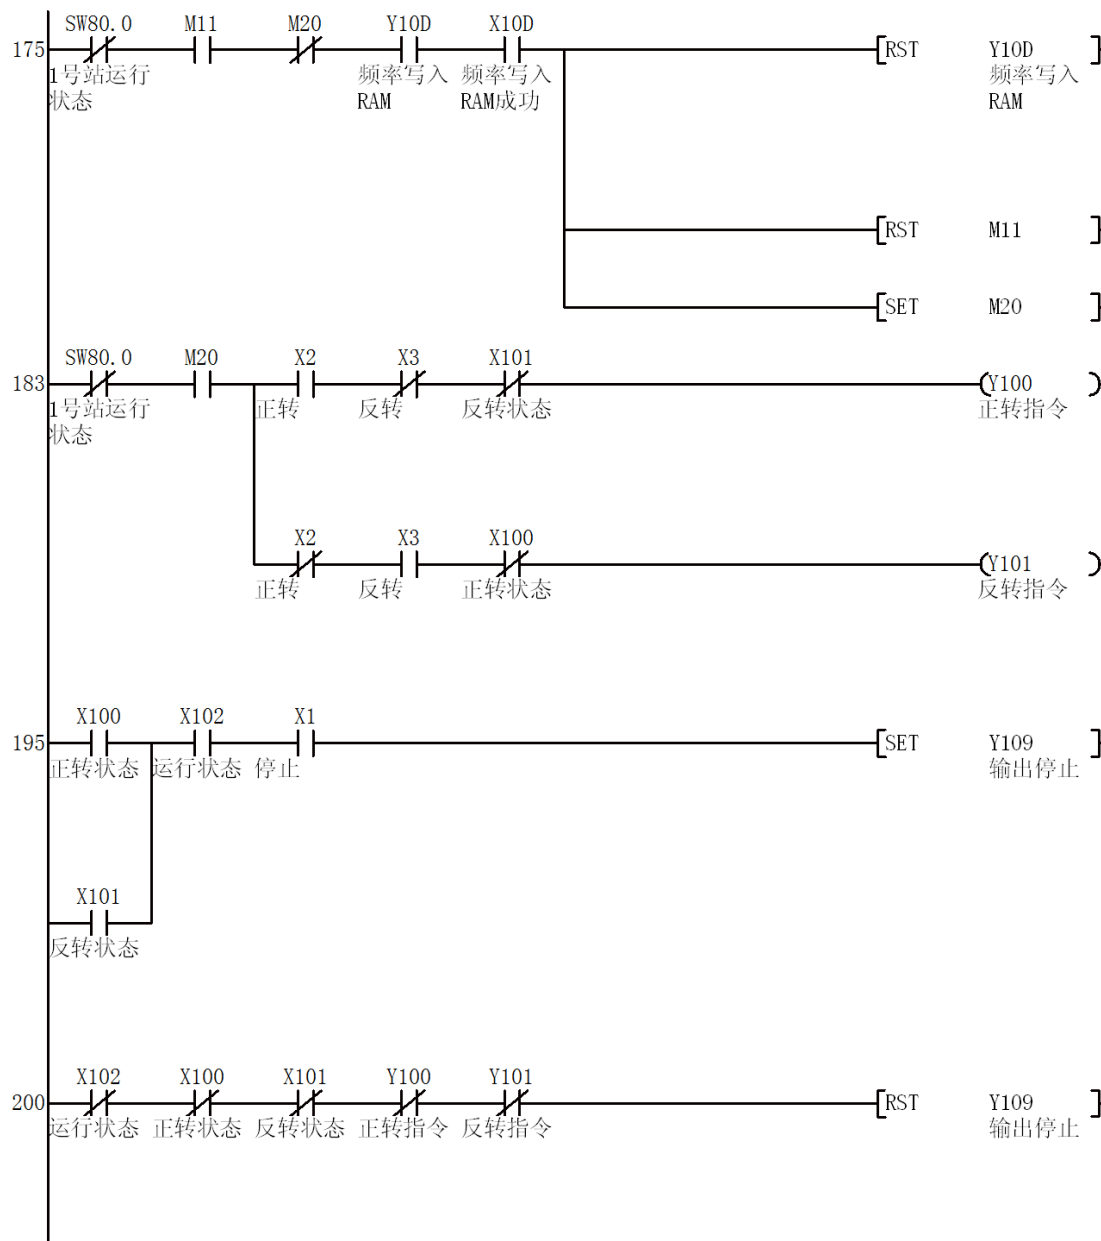 SW80.0 M11 M20 Y10D X10D
175 RST Y10D
1号站运行 频率写入 频率写入 频率写入
状态 RAM RAM成功 RAM
RST M11
SET M20
SW80.0 M20 X2 X3 X101
183 Y100
1号站运行 正转 反转 反转状态 正转指令
状态
X2 X3 X100
Y101
正转 反转 正转状态 反转指令
X100 X102 X1
195 SET Y109
正转状态 运行状态 停止 输出停止
X101
反转状态
X102 X100 X101 Y100 Y101
200 RST Y109
运行状态 正转状态 反转状态 正转指令 反转指令 输出停止